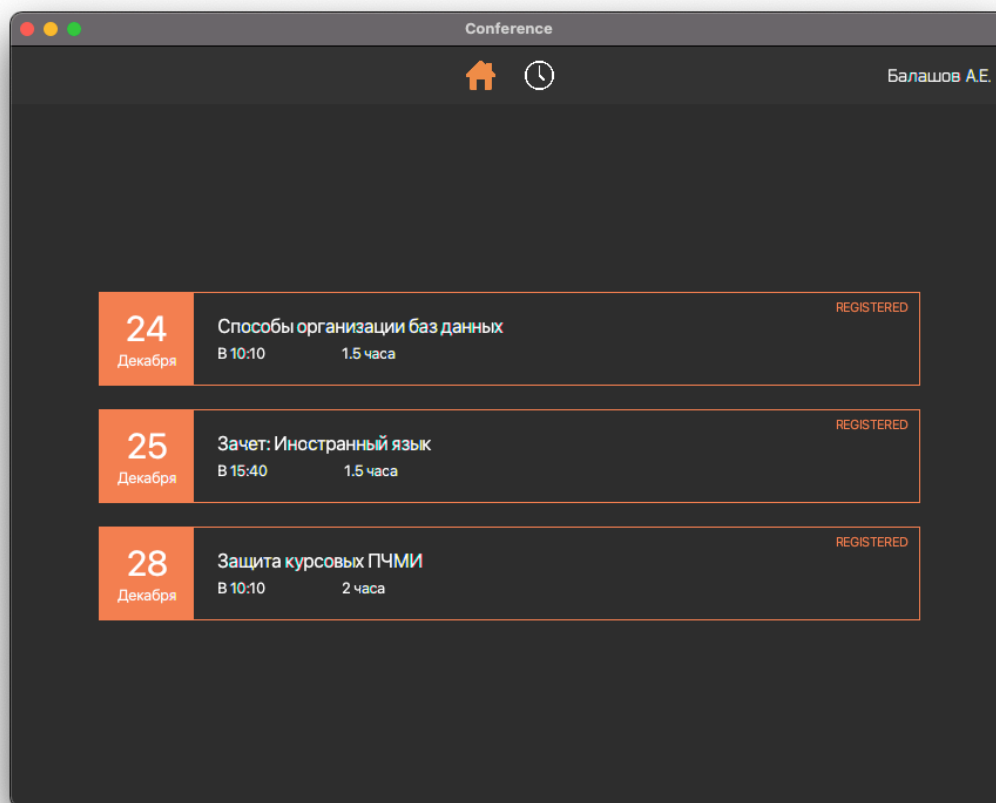 Conference
Балашов А.Е.
24
Декабря
Способы организации баз данных
В 10:10 1.5 часа
REGISTERED
25
Декабря
Зачет: Иностранный язык
В 15:40 1.5 часа
REGISTERED
28
Декабря
Защита курсовых ПЧМИ
В 10:10 2 часа
REGISTERED